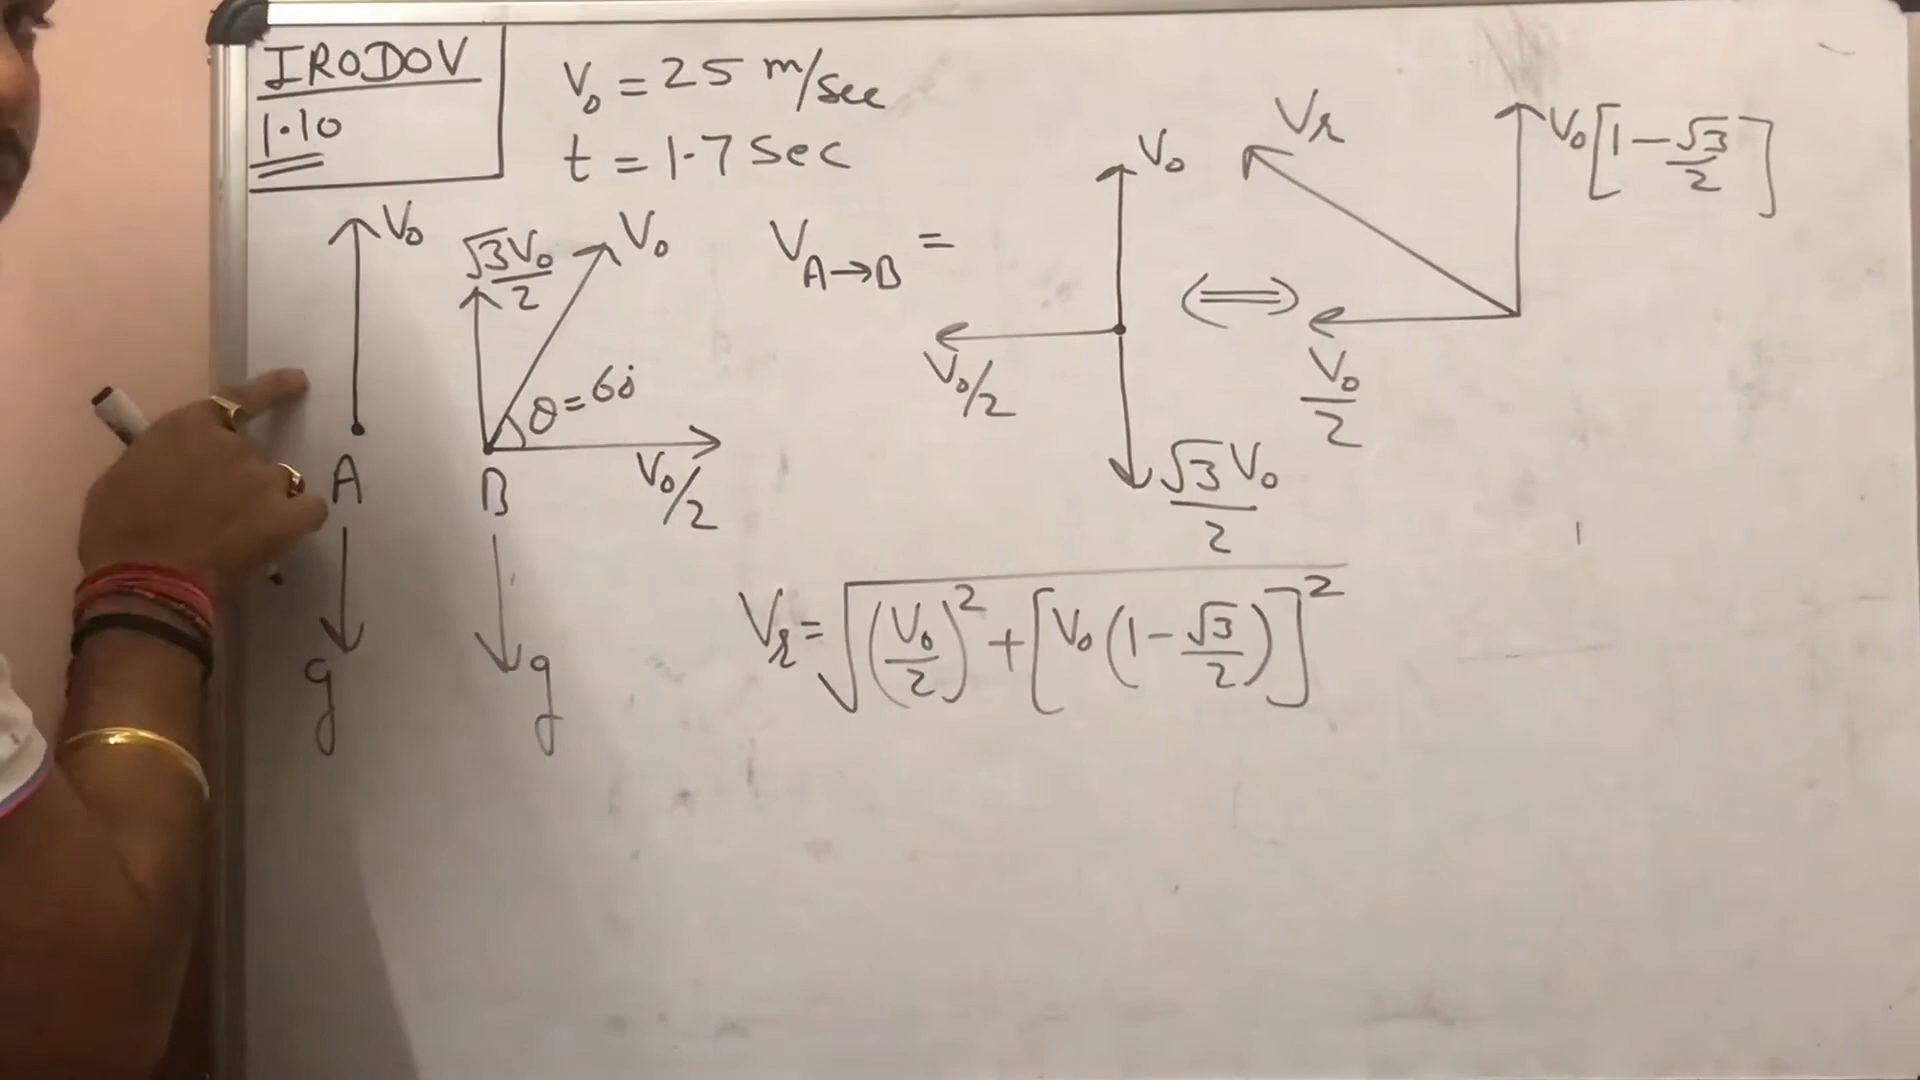 IRODOV
1.10
V₀ = 25 m/sec
t = 1.7 sec
V₀
√3V₀/2
V₀
θ = 60°
V₀/2
A
B
g
g
V_A→B =
V₀
V₀/2
√3V₀/2
⟺
Vᵣ
V₀[1 - √3/2]
V₀/2
Vᵣ = √((V₀/2)² + [V₀(1 - √3/2)]²)